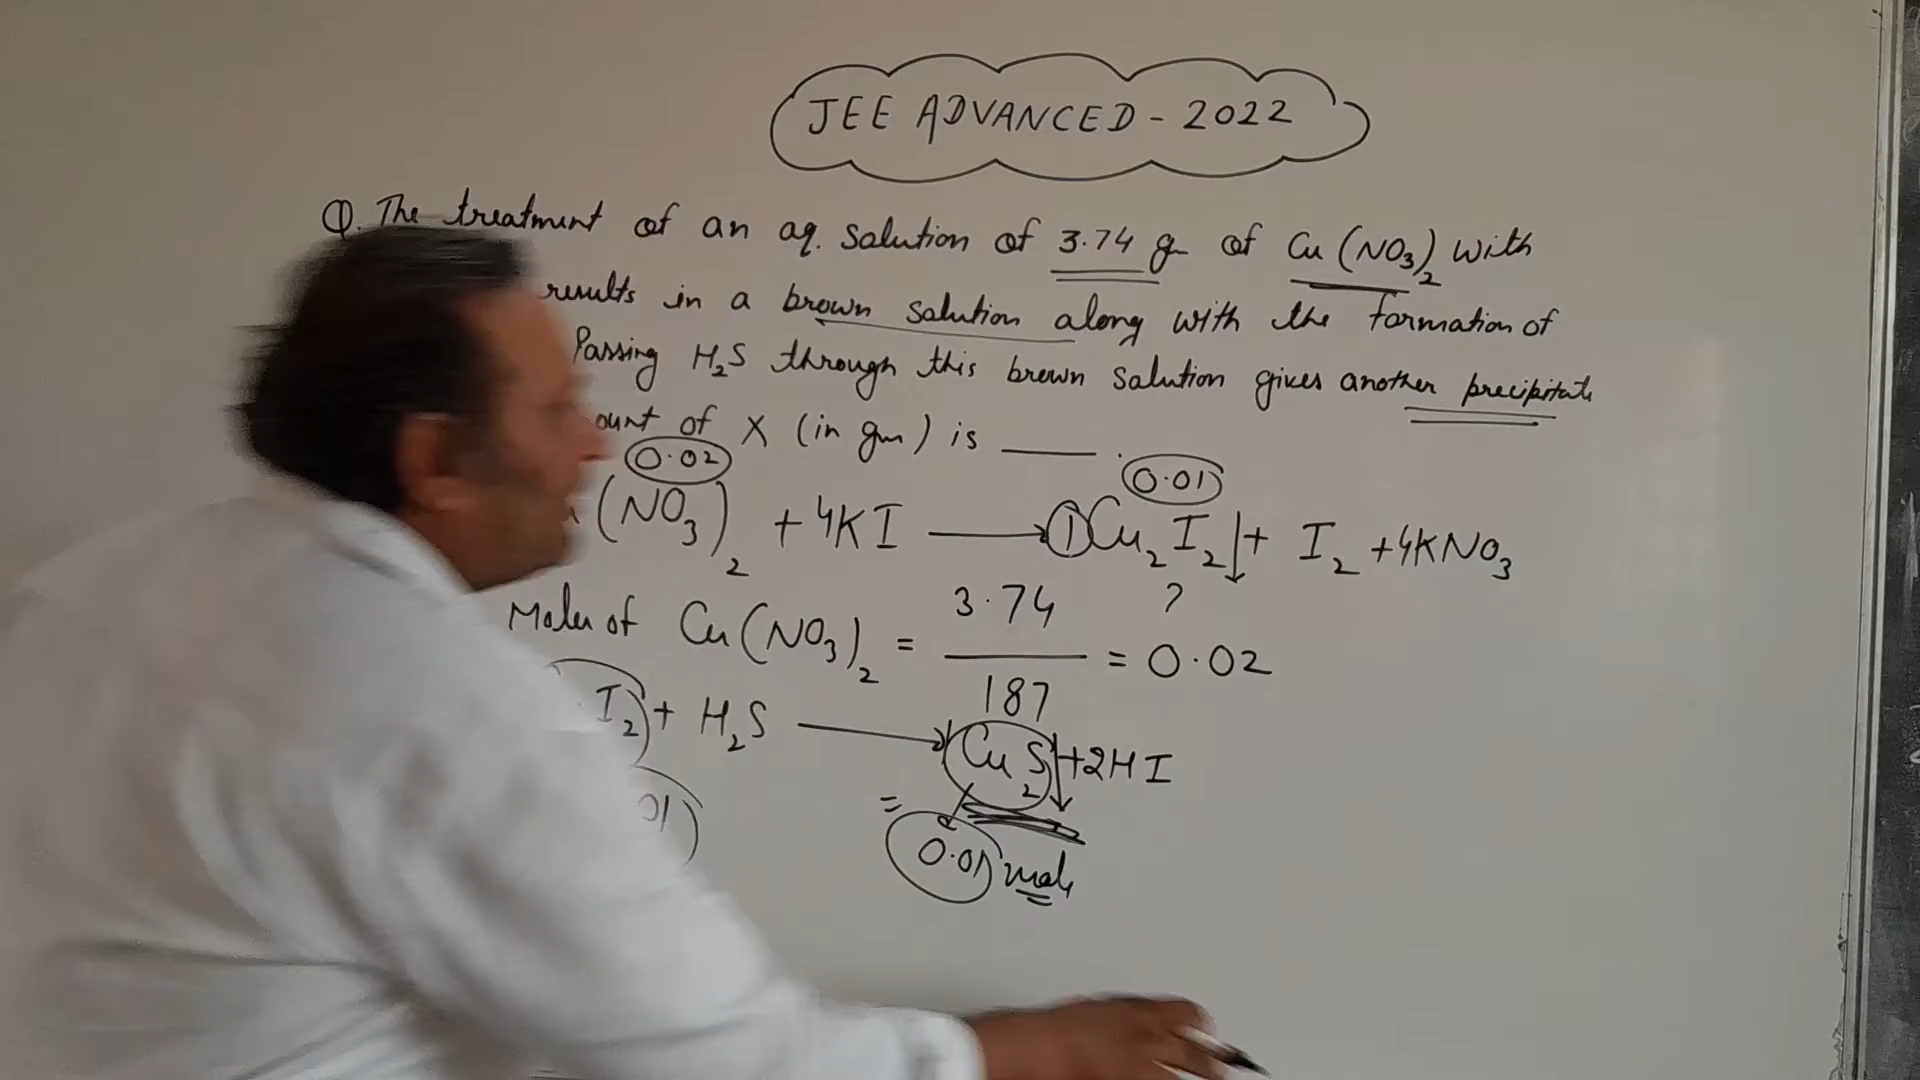 JEE ADVANCED - 2022
Q. The treatment of an aq. solution of 3.74 gm of Cu(NO3)2 with
results in a brown solution along with the formation of
Passing H2S through this brown solution gives another precipitate
ount of X (in gm) is ____.
0.02 0.01
(NO3)2 + 4KI → 1 Cu2I2↓ + I2 + 4KNO3
?
Moles of Cu(NO3)2 = 3.74 / 187 = 0.02
I2 + H2S → Cu2S↓ + 2HI
01 = 0.01 mole